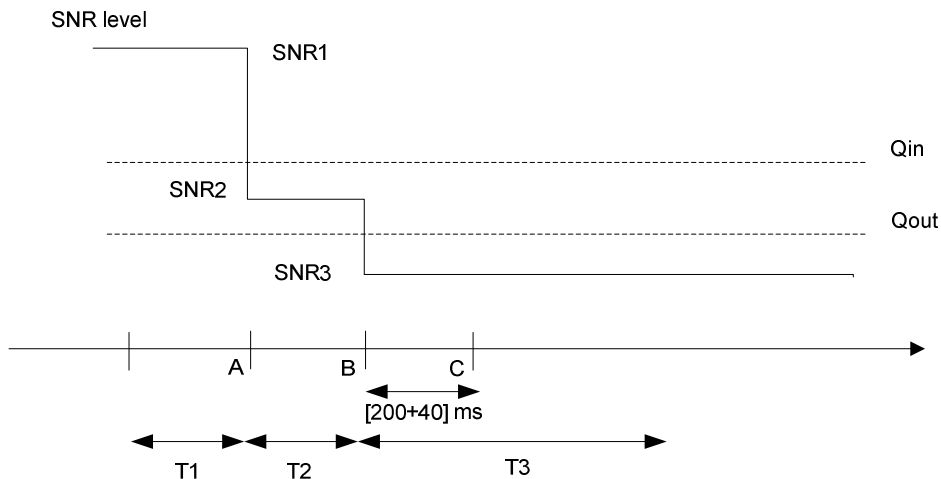 SNR level
SNR1
Qin
SNR2
Qout
SNR3
A
B
C
[200+40] ms
T1
T2
T3